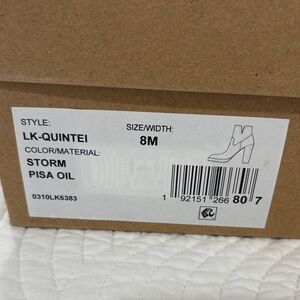 STYLE:
LK-QUINTEI
SIZE/WIDTH:
8M
COLOR/MATERIAL:
STORM
PISA OIL
0310LK6383
1 92151 266 80 7